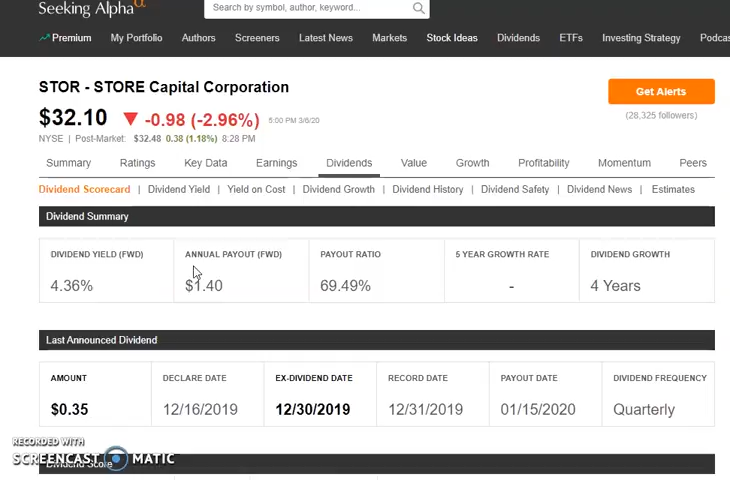 Seeking Alpha α
Search by symbol, author, keyword...
Premium My Portfolio Authors Screeners Latest News Markets Stock Ideas Dividends ETFs Investing Strategy Podcas
STOR - STORE Capital Corporation
Get Alerts
$32.10 ▼ -0.98 (-2.96%) 5:00 PM 3/6/20
(28,325 followers)
NYSE | Post-Market: $32.48 0.38 (1.18%) 8:28 PM
Summary Ratings Key Data Earnings Dividends Value Growth Profitability Momentum Peers
Dividend Scorecard | Dividend Yield | Yield on Cost | Dividend Growth | Dividend History | Dividend Safety | Dividend News | Estimates
Dividend Summary
DIVIDEND YIELD (FWD) ANNUAL PAYOUT (FWD) PAYOUT RATIO 5 YEAR GROWTH RATE DIVIDEND GROWTH
4.36% $1.40 69.49% - 4 Years
Last Announced Dividend
AMOUNT DECLARE DATE EX-DIVIDEND DATE RECORD DATE PAYOUT DATE DIVIDEND FREQUENCY
$0.35 12/16/2019 12/30/2019 12/31/2019 01/15/2020 Quarterly
RECORDED WITH
SCREENCAST MATIC
Dividend Score